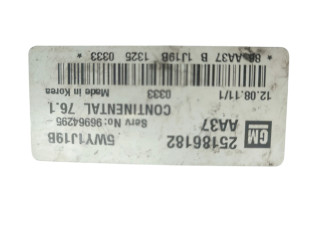 GM
25186182
AA37
5WY1J19B
Serv No: 96964295
CONTINENTAL 76.1
12.08.11/1 0333 Made in Korea
* 80 AA37 B 1J19B 1325 0333 *